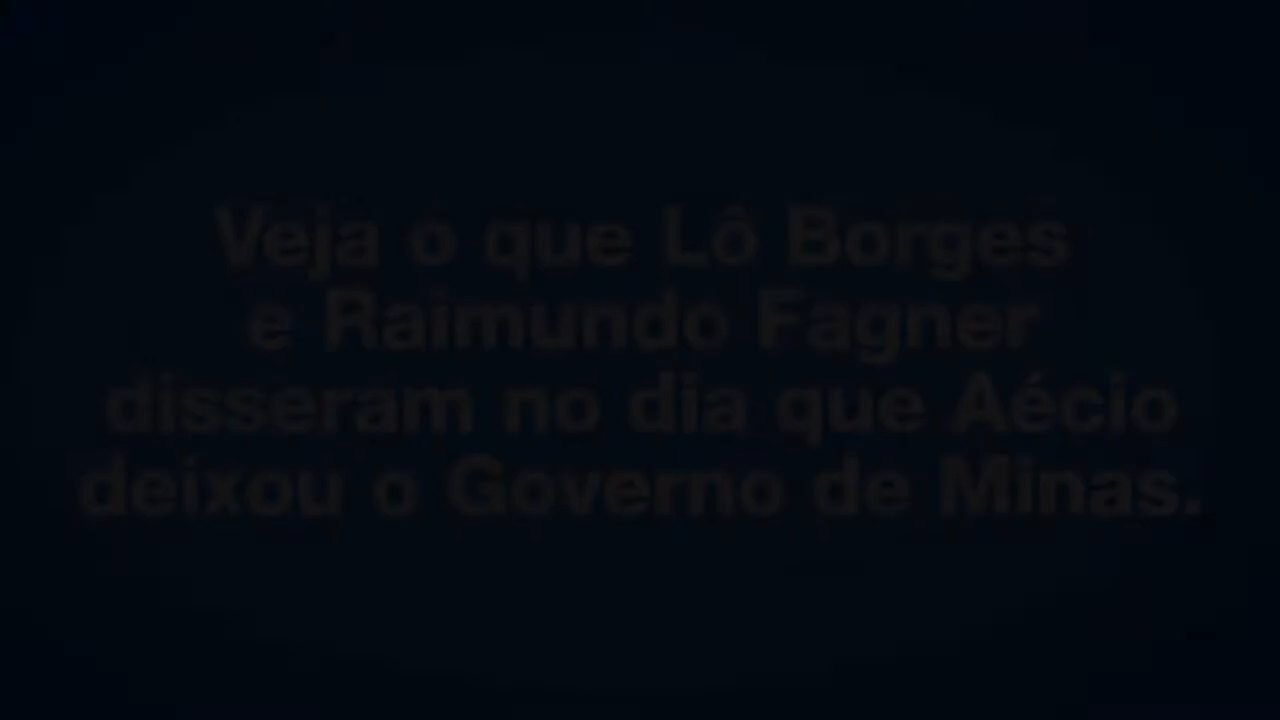 Veja o que Lô Borges
e Raimundo Fagner
disseram no dia que Aécio
deixou o Governo de Minas.